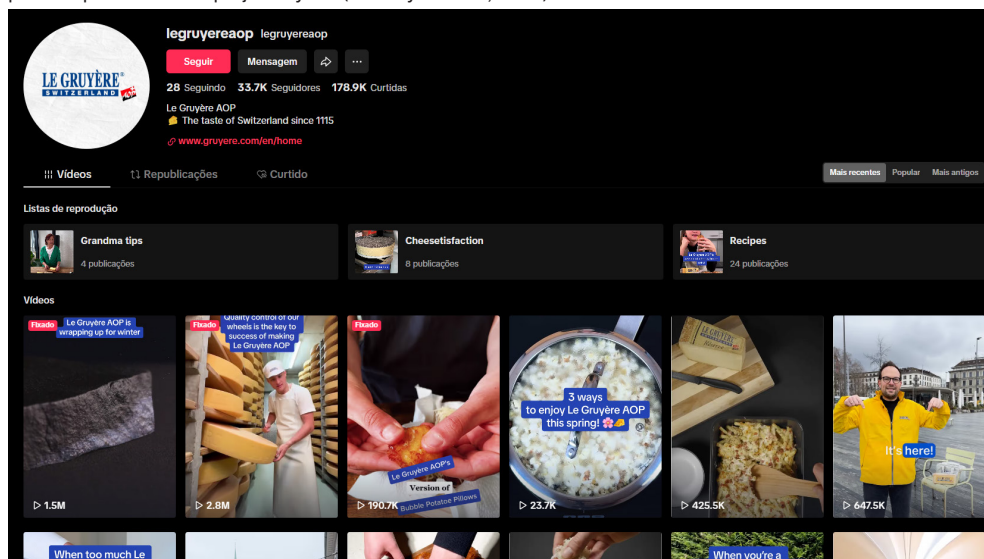 legruyereaop legruyereaop
Seguir Mensagem
28 Seguindo 33.7K Seguidores 178.9K Curtidas
Le Gruyère AOP
The taste of Switzerland since 1115
www.gruyere.com/en/home
LE GRUYÈRE®
SWITZERLAND
Vídeos Republicações Curtido
Mais recentes Popular Mais antigos
Listas de reprodução
Grandma tips
4 publicações
Cheesetisfaction
8 publicações
Recipes
24 publicações
Vídeos
Fixado
Le Gruyère AOP is
wrapping up for winter
1.5M
Fixado
Quality control of our
wheels is the key to
success of making
Le Gruyère AOP
2.8M
Fixado
Le Gruyère AOP's
Version of
Bubble Potatoe Pillows
190.7K
3 ways
to enjoy Le Gruyère AOP
this spring!
23.7K
LE GRUYÈRE
425.5K
It's here!
647.5K
When too much Le
When you're a